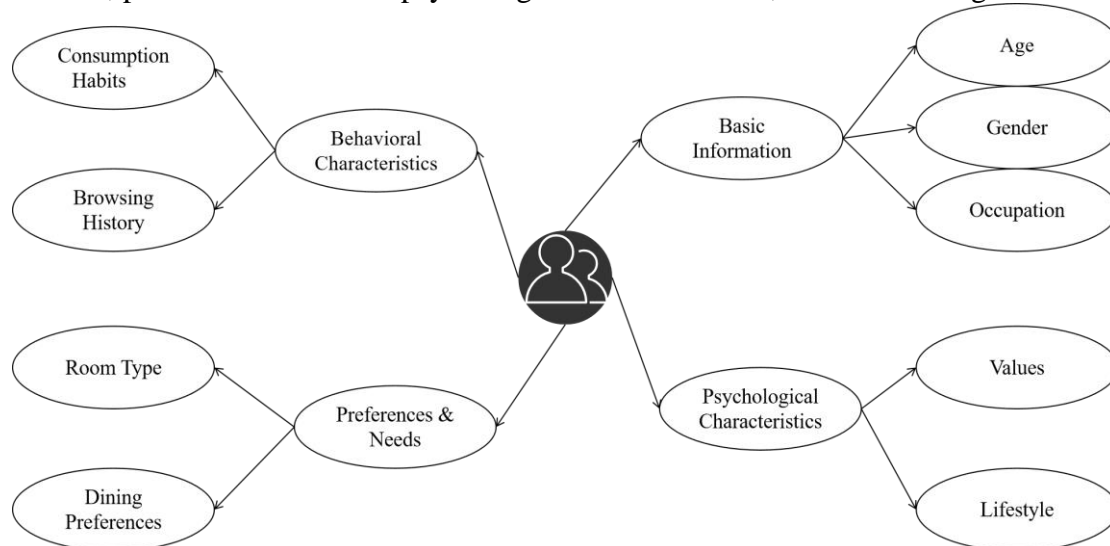 Consumption
Habits
Behavioral
Characteristics
Browsing
History
Basic
Information
Age
Gender
Occupation
Room Type
Preferences &
Needs
Dining
Preferences
Psychological
Characteristics
Values
Lifestyle